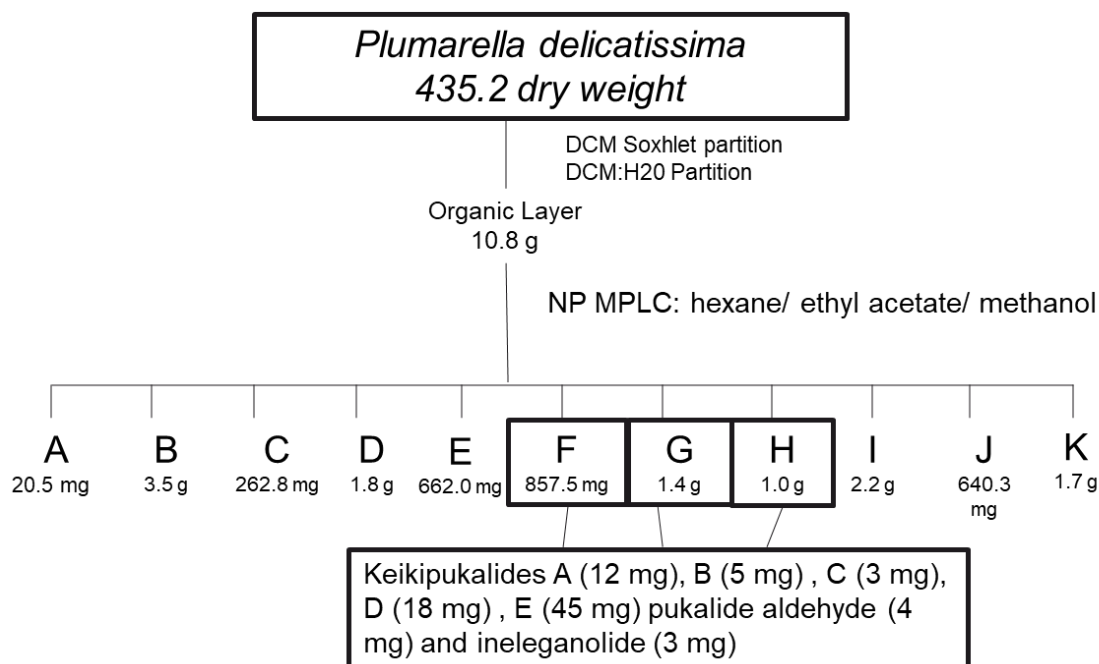 Plumarella delicatissima
435.2 dry weight
DCM Soxhlet partition
DCM:H20 Partition
Organic Layer
10.8 g
NP MPLC: hexane/ ethyl acetate/ methanol
A B C D E F G H I J K
20.5 mg 3.5 g 262.8 mg 1.8 g 662.0 mg 857.5 mg 1.4 g 1.0 g 2.2 g 640.3 1.7 g
mg
Keikipukalides A (12 mg), B (5 mg) , C (3 mg),
D (18 mg) , E (45 mg) pukalide aldehyde (4
mg) and ineleganolide (3 mg)